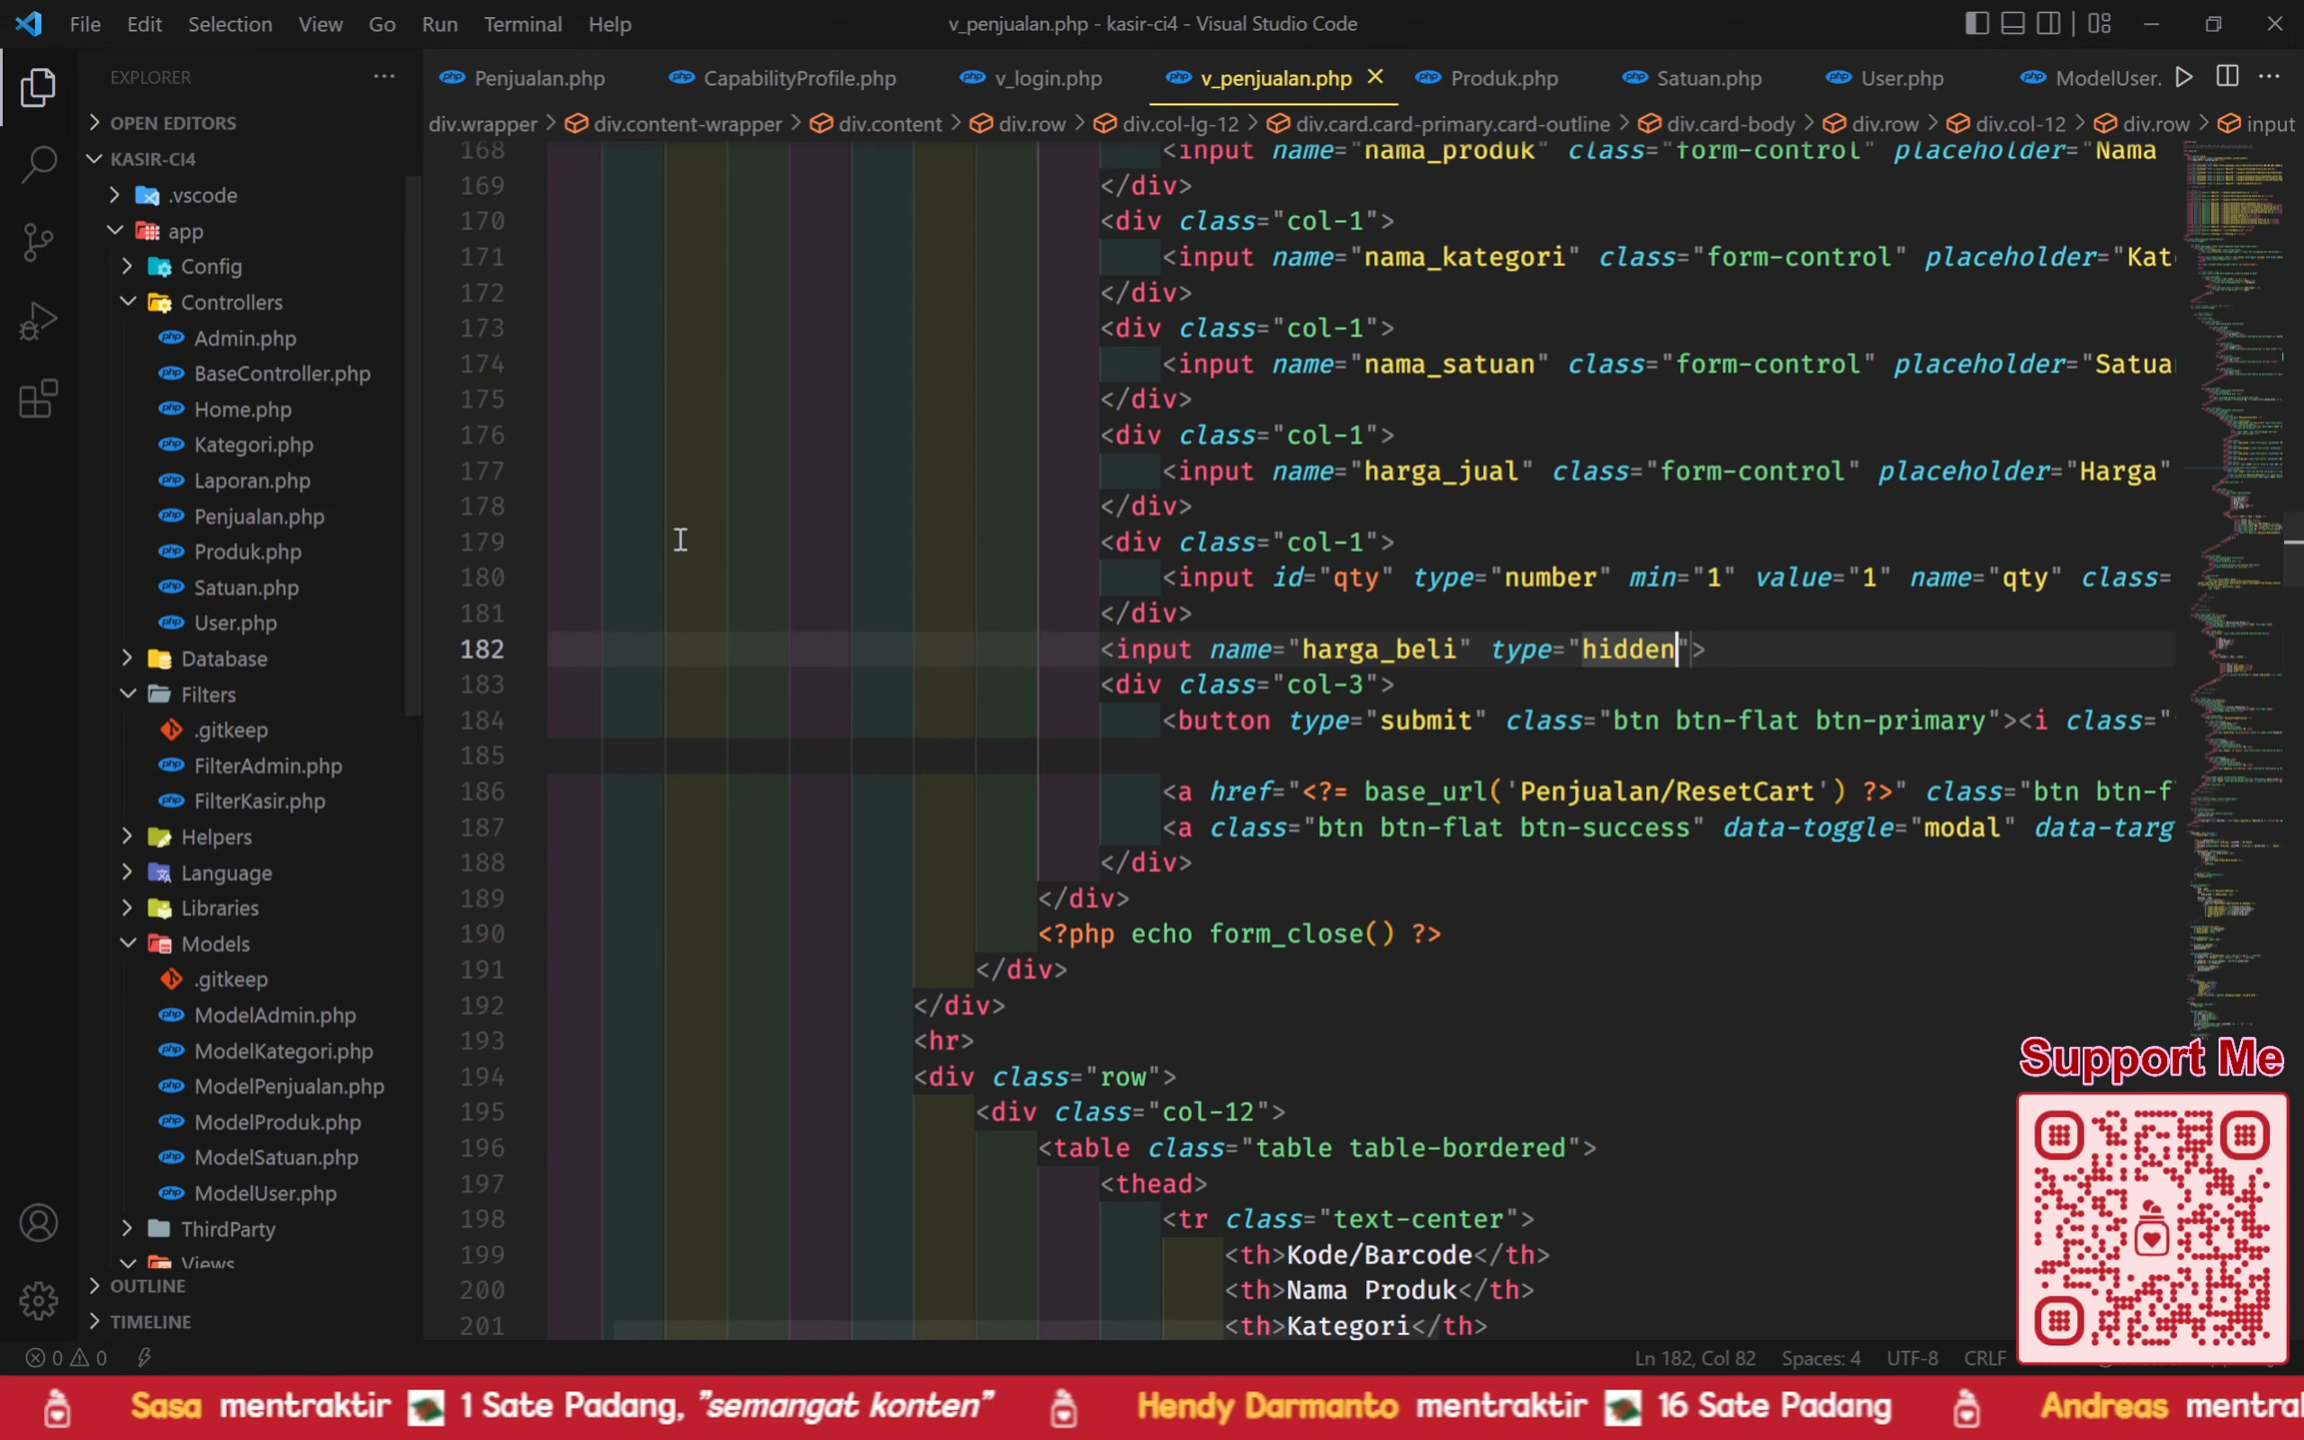 File Edit Selection View Go Run Terminal Help
v_penjualan.php - kasir-ci4 - Visual Studio Code
EXPLORER
Penjualan.php CapabilityProfile.php v_login.php v_penjualan.php Produk.php Satuan.php User.php ModelUser.
div.wrapper div.content-wrapper div.content div.row div.col-lg-12 div.card.card-primary.card-outline div.card-body div.row div.col-12 div.row input
OPEN EDITORS
KASIR-CI4
.vscode
app
Config
Controllers
Admin.php
BaseController.php
Home.php
Kategori.php
Laporan.php
Penjualan.php
Produk.php
Satuan.php
User.php
Database
Filters
.gitkeep
FilterAdmin.php
FilterKasir.php
Helpers
Language
Libraries
Models
.gitkeep
ModelAdmin.php
ModelKategori.php
ModelPenjualan.php
ModelProduk.php
ModelSatuan.php
ModelUser.php
ThirdParty
Views
OUTLINE
TIMELINE
168 <input name="nama_produk" class="form-control" placeholder="Nama
169 </div>
170 <div class="col-1">
171 <input name="nama_kategori" class="form-control" placeholder="Kat
172 </div>
173 <div class="col-1">
174 <input name="nama_satuan" class="form-control" placeholder="Satua
175 </div>
176 <div class="col-1">
177 <input name="harga_jual" class="form-control" placeholder="Harga"
178 </div>
179 <div class="col-1">
180 <input id="qty" type="number" min="1" value="1" name="qty" class=
181 </div>
182 <input name="harga_beli" type="hidden">
183 <div class="col-3">
184 <button type="submit" class="btn btn-flat btn-primary"><i class="
185
186 <a href="<?= base_url('Penjualan/ResetCart') ?>" class="btn btn-f
187 <a class="btn btn-flat btn-success" data-toggle="modal" data-targ
188 </div>
189 </div>
190 <?php echo form_close() ?>
191 </div>
192 </div>
193 <hr>
194 <div class="row">
195 <div class="col-12">
196 <table class="table table-bordered">
197 <thead>
198 <tr class="text-center">
199 <th>Kode/Barcode</th>
200 <th>Nama Produk</th>
201 <th>Kategori</th>
Support Me
0 0
Ln 182, Col 82 Spaces: 4 UTF-8 CRLF
Sasa mentraktir 1 Sate Padang, "semangat konten" Hendy Darmanto mentraktir 16 Sate Padang Andreas mentra